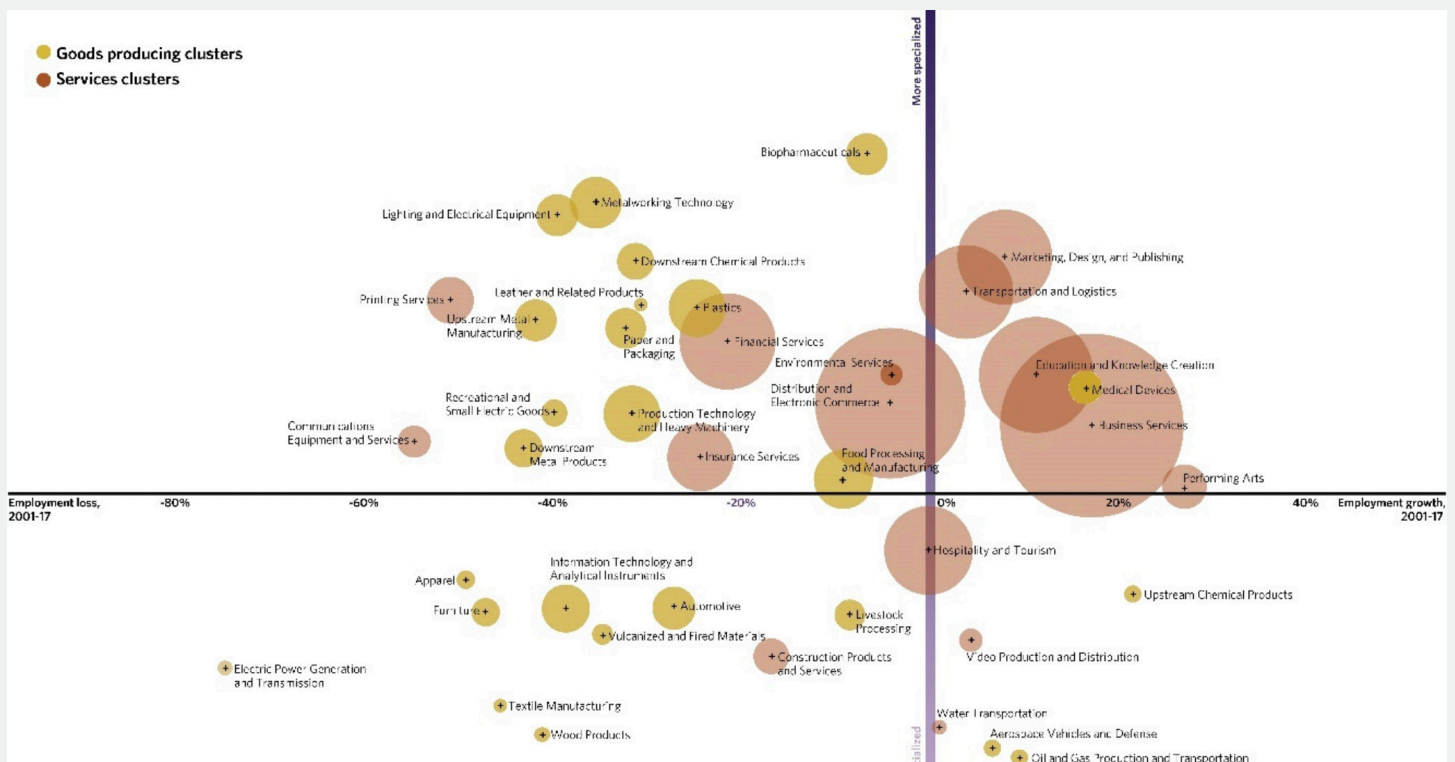 Goods producing clusters
Services clusters
More specialized
Biopharmaceuticals
Metalworking Technology
Lighting and Electrical Equipment
Downstream Chemical Products
Marketing, Design, and Publishing
Leather and Related Products
Transportation and Logistics
Printing Services
Plastics
Upstream Metal
Manufacturing
Paper and
Packaging
Financial Services
Environmental Services
Education and Knowledge Creation
Distribution and
Electronic Commerce
Medical Devices
Recreational and
Small Electric Goods
Production Technology
and Heavy Machinery
Business Services
Communications
Equipment and Services
Downstream
Metal Products
Insurance Services
Food Processing
and Manufacturing
Performing Arts
Employment loss,
2001-17
-80%
-60%
-40%
-20%
0%
20%
40%
Employment growth,
2001-17
Hospitality and Tourism
Information Technology and
Analytical Instruments
Apparel
Upstream Chemical Products
Furniture
Automotive
Livestock
Processing
Vulcanized and Fired Materials
Construction Products
and Services
Video Production and Distribution
Electric Power Generation
and Transmission
Textile Manufacturing
Water Transportation
Wood Products
Aerospace Vehicles and Defense
Oil and Gas Production and Transportation